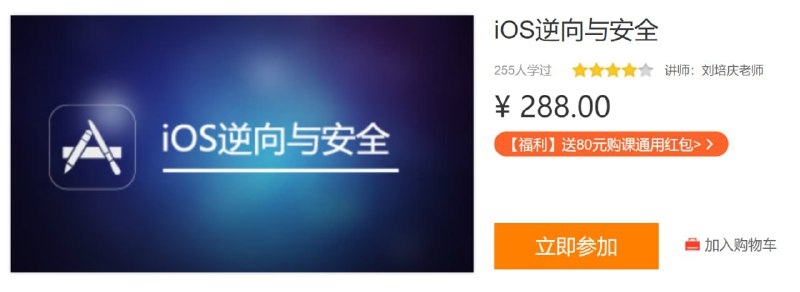 iOS逆向与安全
iOS逆向与安全
255人学过 讲师：刘培庆老师
¥ 288.00
【福利】送80元购课通用红包>
立即参加 加入购物车